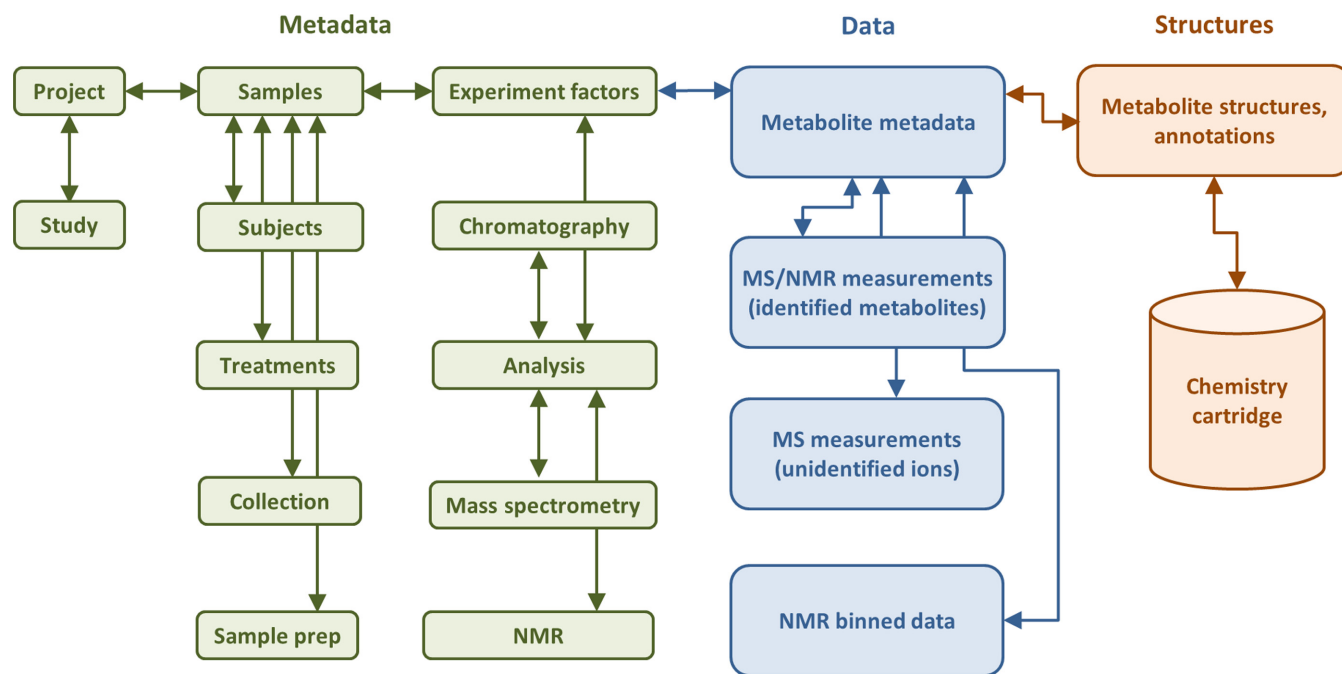 Metadata
Data
Structures
Project
Samples
Experiment factors
Metabolite metadata
Metabolite structures,
annotations
Study
Subjects
Chromatography
MS/NMR measurements
(identified metabolites)
Treatments
Analysis
Chemistry
cartridge
MS measurements
(unidentified ions)
Collection
Mass spectrometry
Sample prep
NMR
NMR binned data